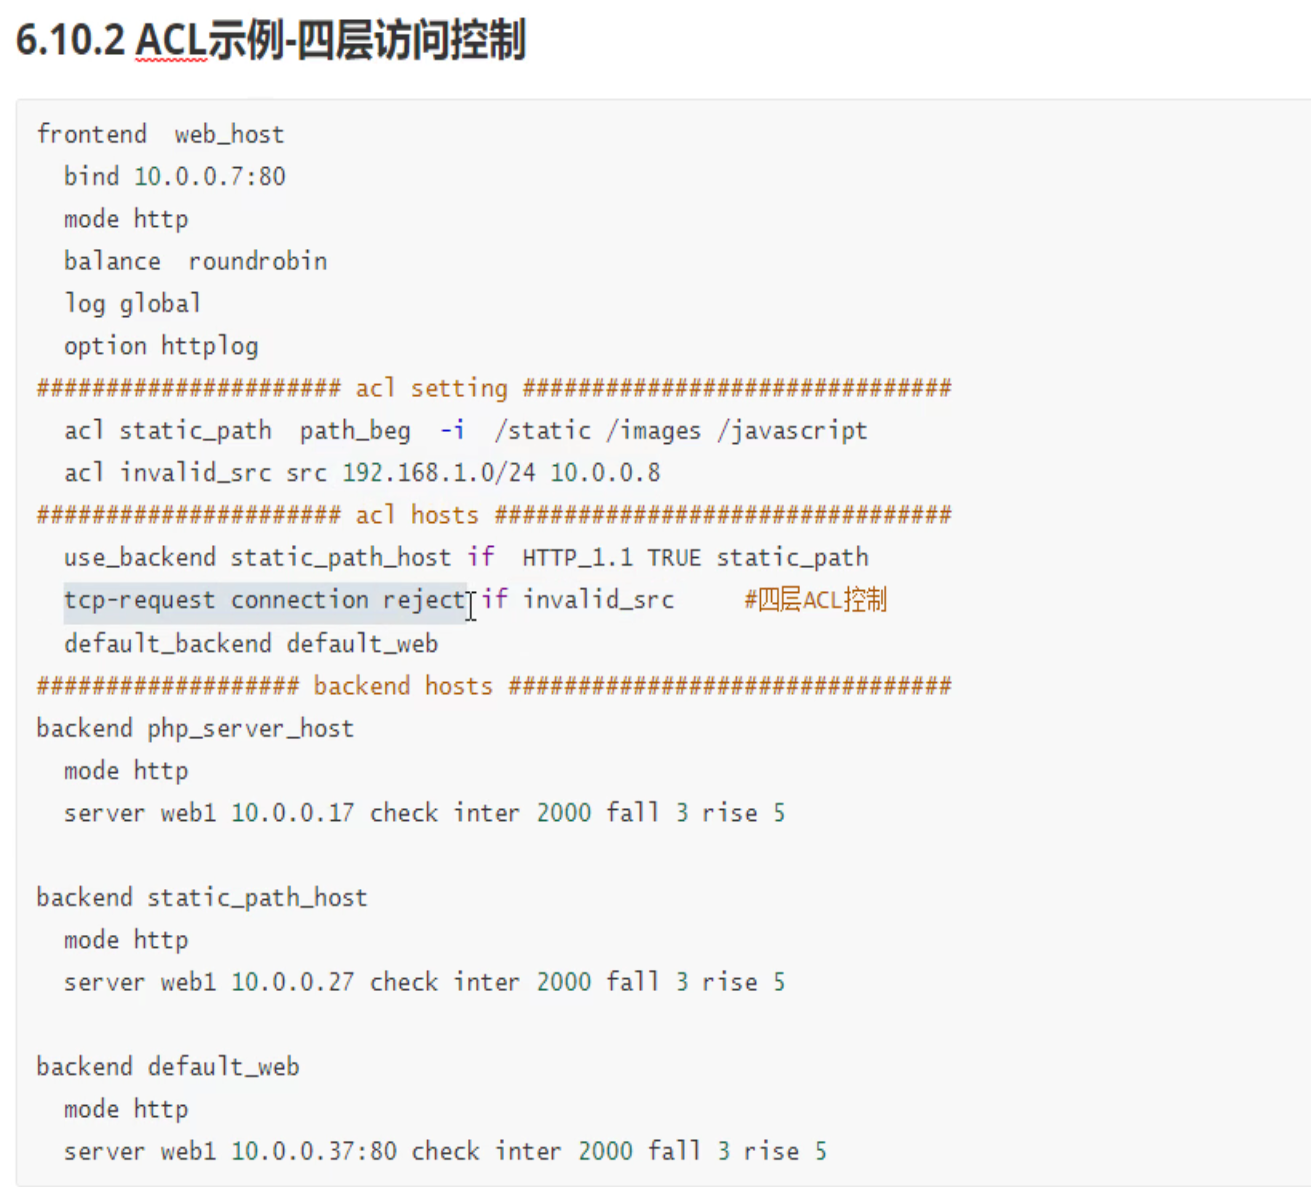 6.10.2 ACL示例-四层访问控制
frontend  web_host
  bind 10.0.0.7:80
  mode http
  balance  roundrobin
  log global
  option httplog
###################### acl setting ###############################
  acl static_path  path_beg  -i  /static /images /javascript
  acl invalid_src src 192.168.1.0/24 10.0.0.8
###################### acl hosts #################################
  use_backend static_path_host if  HTTP_1.1 TRUE static_path
  tcp-request connection reject if invalid_src     #四层ACL控制
  default_backend default_web
################### backend hosts ################################
backend php_server_host
  mode http
  server web1 10.0.0.17 check inter 2000 fall 3 rise 5
backend static_path_host
  mode http
  server web1 10.0.0.27 check inter 2000 fall 3 rise 5
backend default_web
  mode http
  server web1 10.0.0.37:80 check inter 2000 fall 3 rise 5